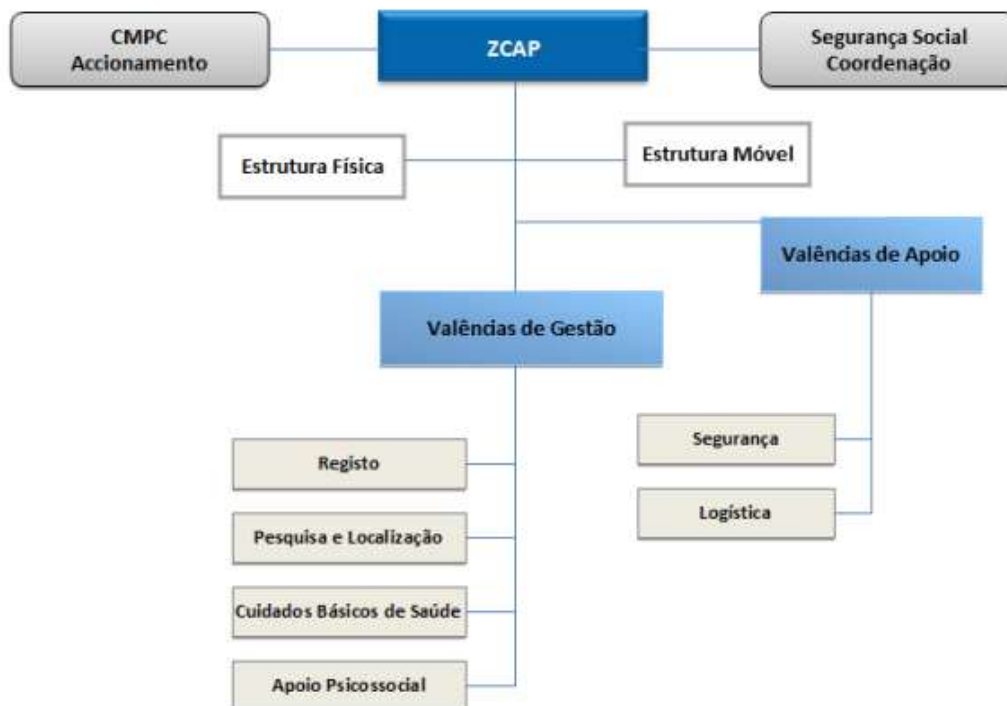 CMPC
Accionamento
ZCAP
Segurança Social
Coordenação
Estrutura Física
Estrutura Móvel
Valências de Apoio
Valências de Gestão
Segurança
Registo
Logística
Pesquisa e Localização
Cuidados Básicos de Saúde
Apoio Psicossocial